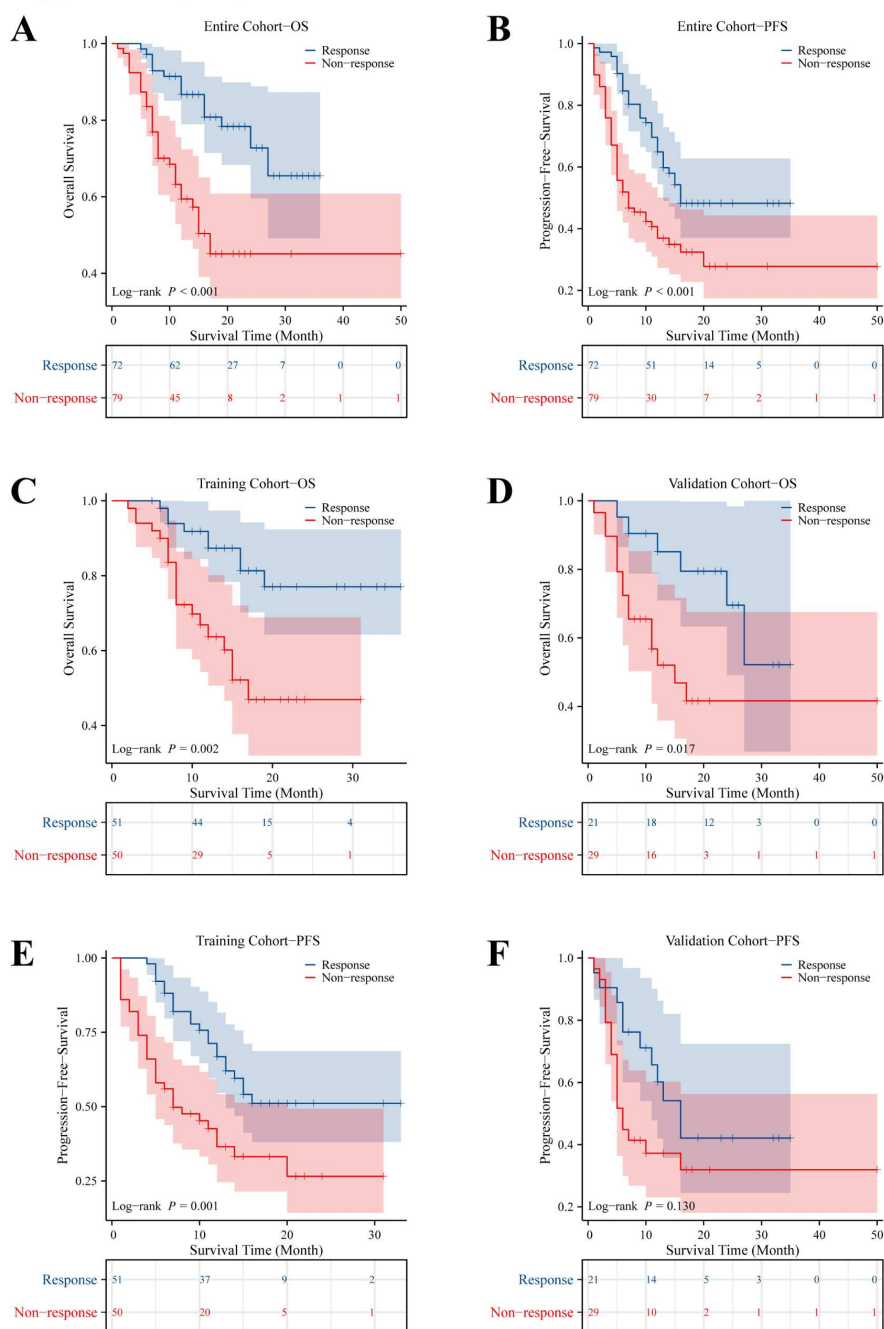 A
Entire Cohort−OS
Response
Non−response
1.0
0.8
0.6
0.4
Overall Survival
Log−rank P < 0.001
0 10 20 30 40 50
Survival Time (Month)
Response 72 62 27 7 0 0
Non−response 79 45 8 2 1 1
B
Entire Cohort−PFS
Response
Non−response
1.0
0.8
0.6
0.4
0.2
Progression−Free−Survival
Log−rank P < 0.001
0 10 20 30 40 50
Survival Time (Month)
Response 72 51 14 5 0 0
Non−response 79 30 7 2 1 1
C
Training Cohort−OS
Response
Non−response
1.0
0.8
0.6
0.4
Overall Survival
Log−rank P = 0.002
0 10 20 30
Survival Time (Month)
Response 51 44 15 4
Non−response 50 29 5 1
D
Validation Cohort−OS
Response
Non−response
1.0
0.8
0.6
0.4
Overall Survival
Log−rank P = 0.017
0 10 20 30 40 50
Survival Time (Month)
Response 21 18 12 3 0 0
Non−response 29 16 3 1 1 1
E
Training Cohort−PFS
Response
Non−response
1.00
0.75
0.50
0.25
Progression−Free−Survival
Log−rank P = 0.001
0 10 20 30
Survival Time (Month)
Response 51 37 9 2
Non−response 50 20 5 1
F
Validation Cohort−PFS
Response
Non−response
1.0
0.8
0.6
0.4
0.2
Progression−Free−Survival
Log−rank P = 0.130
0 10 20 30 40 50
Survival Time (Month)
Response 21 14 5 3 0 0
Non−response 29 10 2 1 1 1